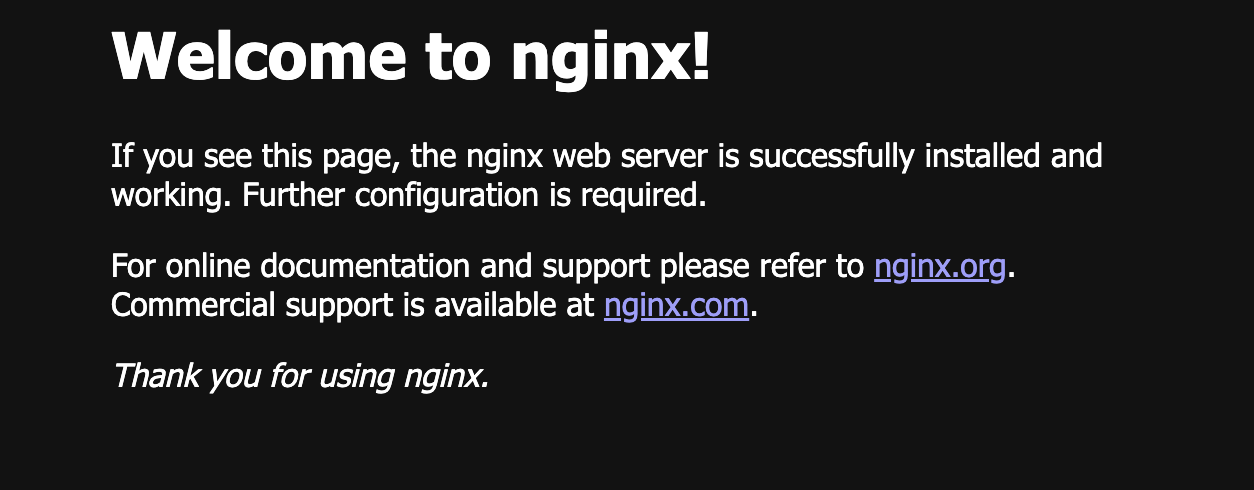 Welcome to nginx!
If you see this page, the nginx web server is successfully installed and
working. Further configuration is required.
For online documentation and support please refer to nginx.org.
Commercial support is available at nginx.com.
Thank you for using nginx.